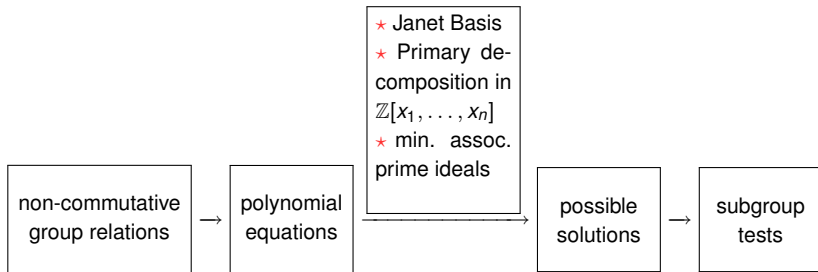 ⋆ Janet Basis
⋆ Primary de-
composition in
ℤ[x₁, . . . , xₙ]
⋆ min. assoc.
prime ideals
non-commutative
group relations
→
polynomial
equations
→
possible
solutions
→
subgroup
tests